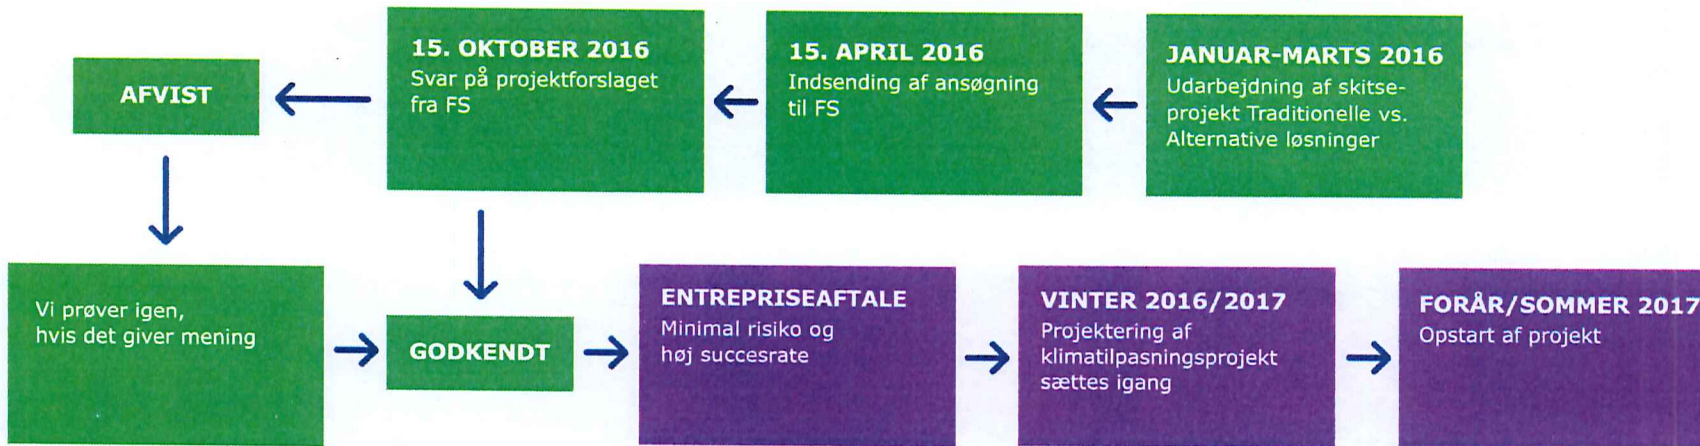 15. OKTOBER 2016
Svar på projektforslaget
fra FS
15. APRIL 2016
Indsending af ansøgning
til FS
JANUAR-MARTS 2016
Udarbejdning af skitse-
projekt Traditionelle vs.
Alternative løsninger
AFVIST
Vi prøver igen,
hvis det giver mening
GODKENDT
ENTREPRISEAFTALE
Minimal risiko og
høj succesrate
VINTER 2016/2017
Projektering af
klimatilpasningsprojekt
sættes igang
FORÅR/SOMMER 2017
Opstart af projekt